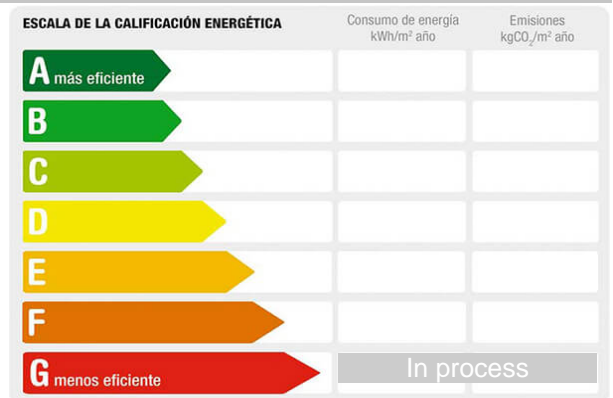 ESCALA DE LA CALIFICACIÓN ENERGÉTICA
Consumo de energía
kWh/m² año
Emisiones
kgCO₂/m² año
A más eficiente
B
C
D
E
F
G menos eficiente
In process